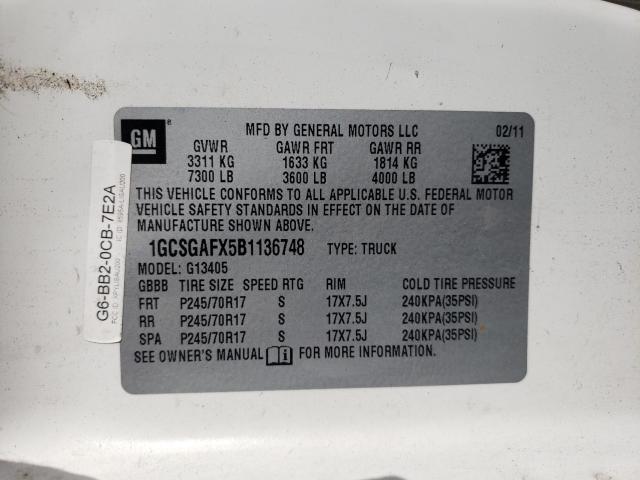 GM ®
MFD BY GENERAL MOTORS LLC 02/11
GVWR GAWR FRT GAWR RR
3311 KG 1633 KG 1814 KG
7300 LB 3600 LB 4000 LB
THIS VEHICLE CONFORMS TO ALL APPLICABLE U.S. FEDERAL MOTOR
VEHICLE SAFETY STANDARDS IN EFFECT ON THE DATE OF
MANUFACTURE SHOWN ABOVE.
1GCSGAFX5B1136748 TYPE: TRUCK
MODEL: G13405
GBBB TIRE SIZE SPEED RTG RIM COLD TIRE PRESSURE
FRT P245/70R17 S 17X7.5J 240KPA(35PSI)
RR P245/70R17 S 17X7.5J 240KPA(35PSI)
SPA P245/70R17 S 17X7.5J 240KPA(35PSI)
SEE OWNER'S MANUAL i FOR MORE INFORMATION.
G6-BB2-0CB-7E2A